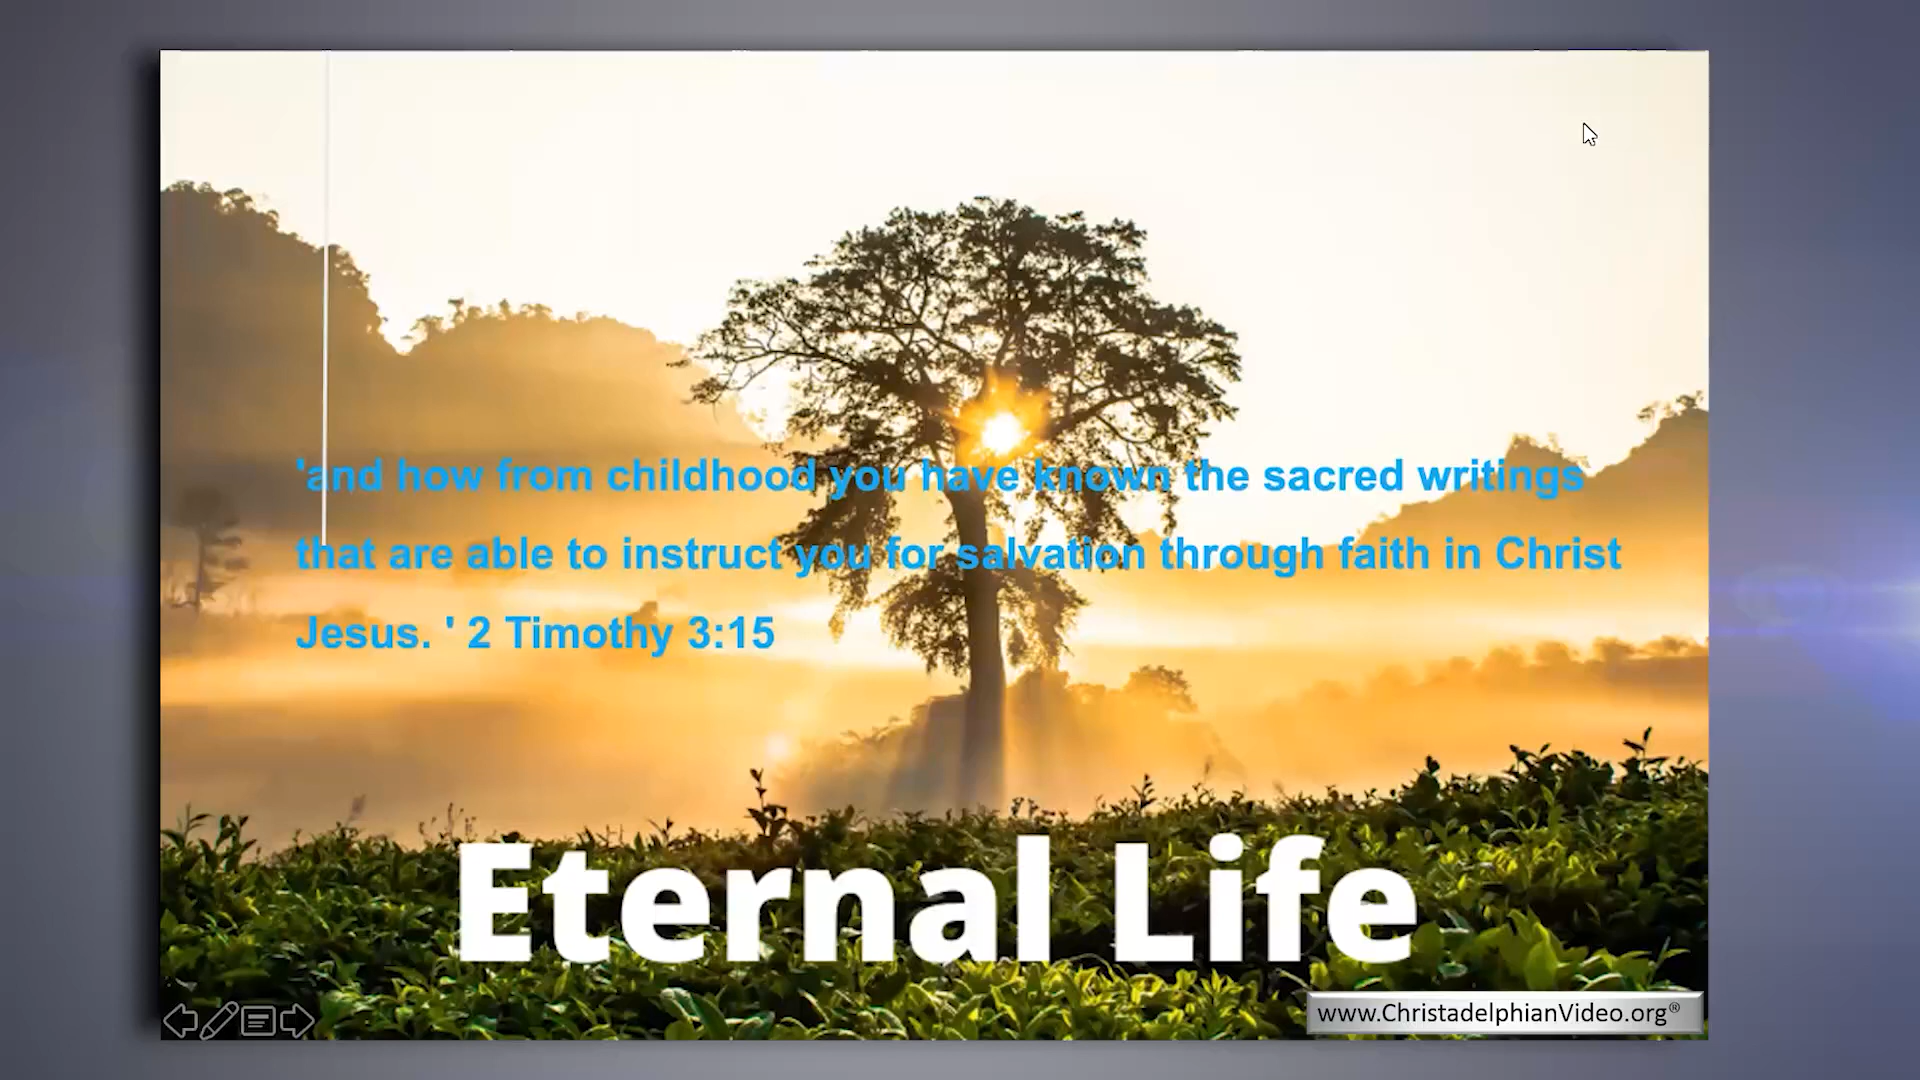 'and how from childhood you have known the sacred writings
that are able to instruct you for salvation through faith in Christ
Jesus. ' 2 Timothy 3:15
Eternal Life
www.ChristadelphianVideo.org®